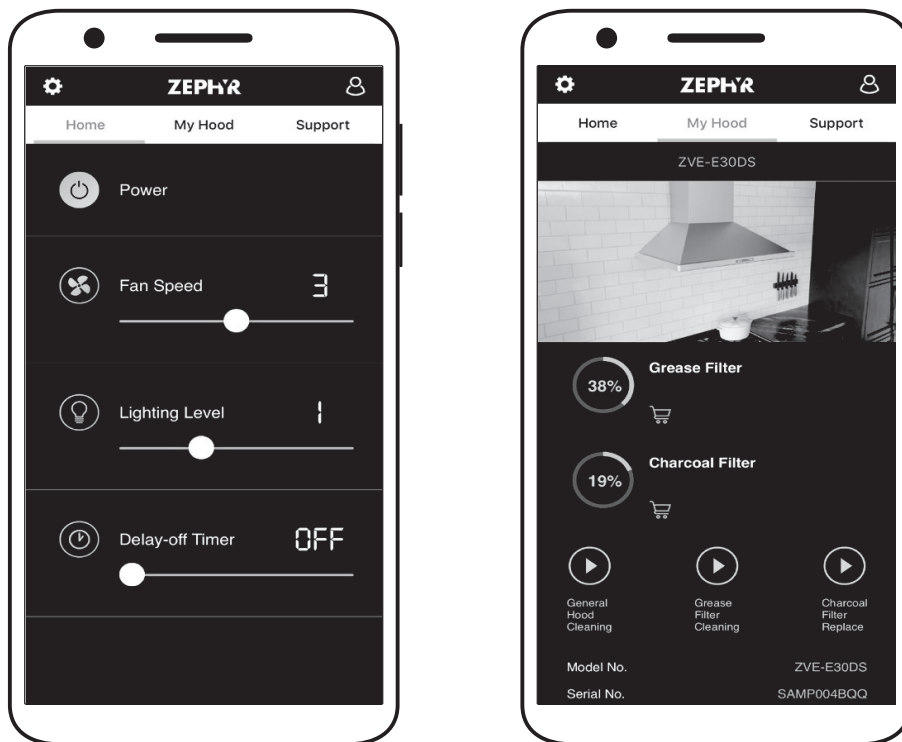 ZEPHYR
Home My Hood Support
Power
Fan Speed 3
Lighting Level 1
Delay-off Timer OFF
ZEPHYR
Home My Hood Support
ZVE-E30DS
38% Grease Filter
19% Charcoal Filter
General Grease Charcoal
Hood Filter Filter
Cleaning Cleaning Replace
Model No. ZVE-E30DS
Serial No. SAMP004BQQ